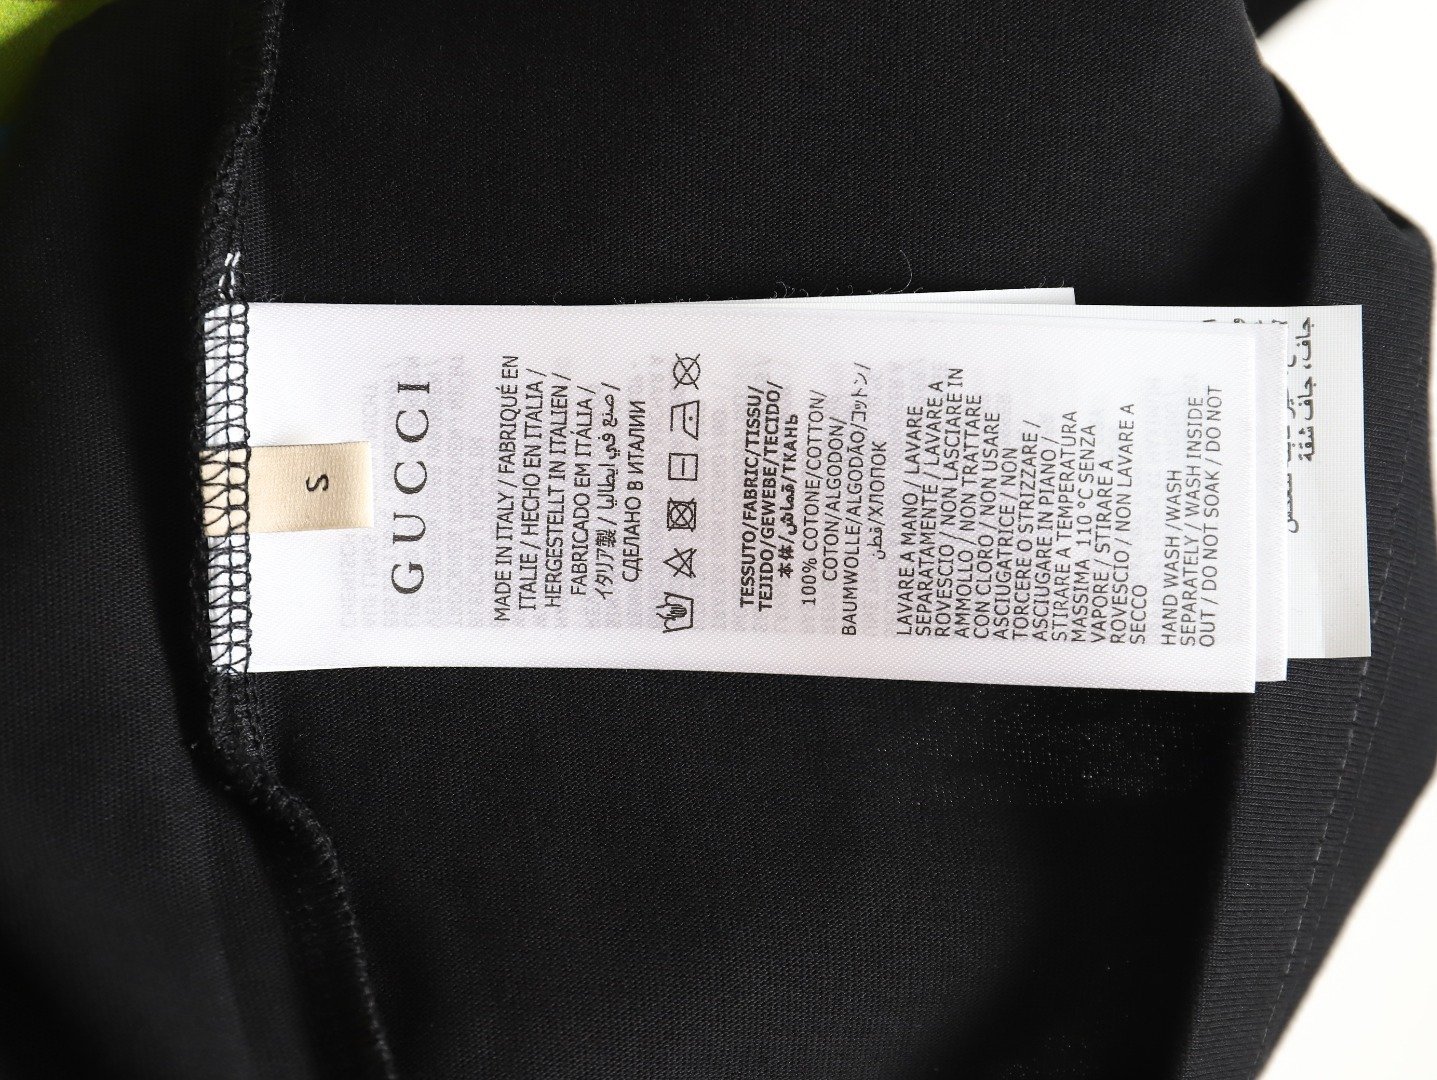 S
GUCCI
MADE IN ITALY / FABRIQUÉ EN
ITALIE / HECHO EN ITALIA /
HERGESTELLT IN ITALIEN /
FABRICADO EM ITALIA /
イタリア製 / صنع في إيطاليا /
СДЕЛАНО В ИТАЛИИ
TESSUTO/FABRIC/TISSU/
TEJIDO/GEWEBE/TECIDO/
本体/قماش/ТКАНЬ
100% COTONE/COTTON/
COTON/ALGODON/
BAUMWOLLE/ALGODÃO/コットン/
قطن/ХЛОПОК
LAVARE A MANO / LAVARE
SEPARATAMENTE / LAVARE A
ROVESCIO / NON LASCIARE IN
AMMOLLO / NON TRATTARE
CON CLORO / NON USARE
ASCIUGATRICE / NON
TORCERE O STRIZZARE /
ASCIUGARE IN PIANO /
STIRARE A TEMPERATURA
MASSIMA 110°C SENZA
VAPORE / STIRARE A
ROVESCIO / NON LAVARE A
SECCO
HAND WASH / WASH
SEPARATELY / WASH INSIDE
OUT / DO NOT SOAK / DO NOT